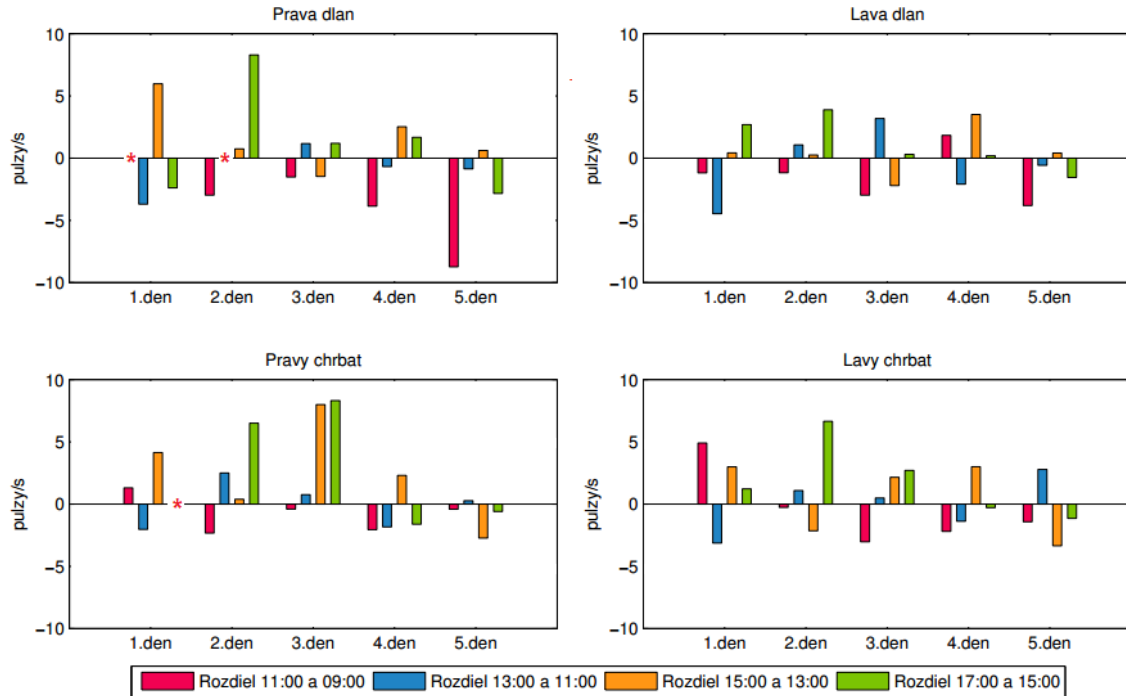 Prava dlan
10
5
0
−5
−10
pulzy/s
* *
1.den 2.den 3.den 4.den 5.den
Lava dlan
10
5
0
−5
−10
pulzy/s
1.den 2.den 3.den 4.den 5.den
Pravy chrbat
10
5
0
−5
−10
pulzy/s
*
1.den 2.den 3.den 4.den 5.den
Lavy chrbat
10
5
0
−5
−10
pulzy/s
1.den 2.den 3.den 4.den 5.den
Rozdiel 11:00 a 09:00 Rozdiel 13:00 a 11:00 Rozdiel 15:00 a 13:00 Rozdiel 17:00 a 15:00